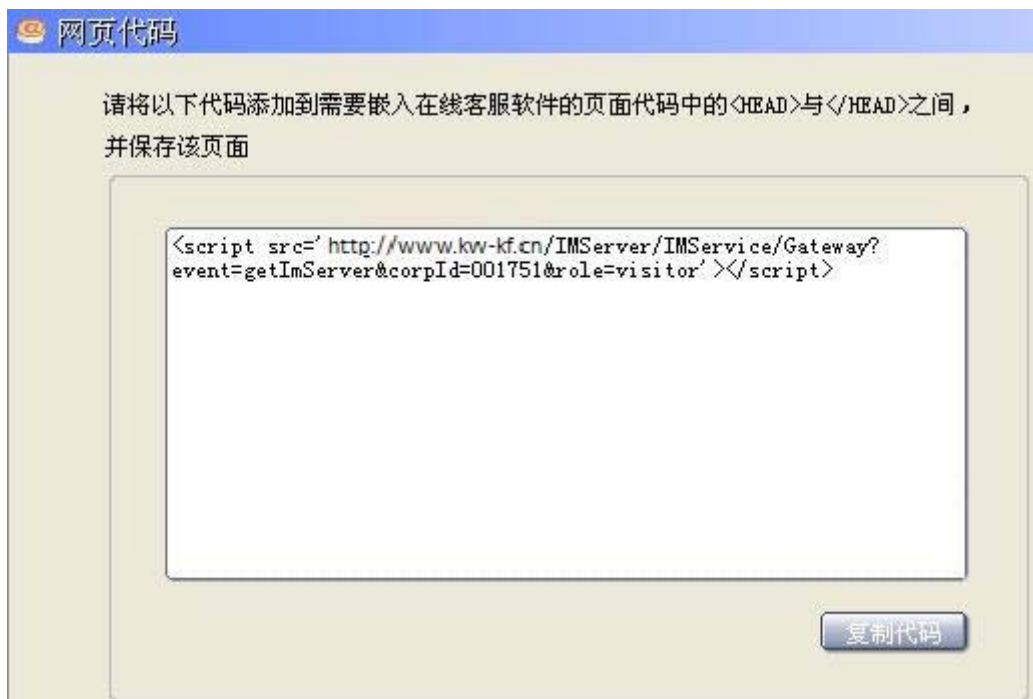 网页代码
请将以下代码添加到需要嵌入在线客服软件的页面代码中的<HEAD>与</HEAD>之间，
并保存该页面
<script src='http://www.kw-kf.cn/IMServer/IMService/Gateway?
event=getImServer&corpId=001751&role=visitor'></script>
复制代码